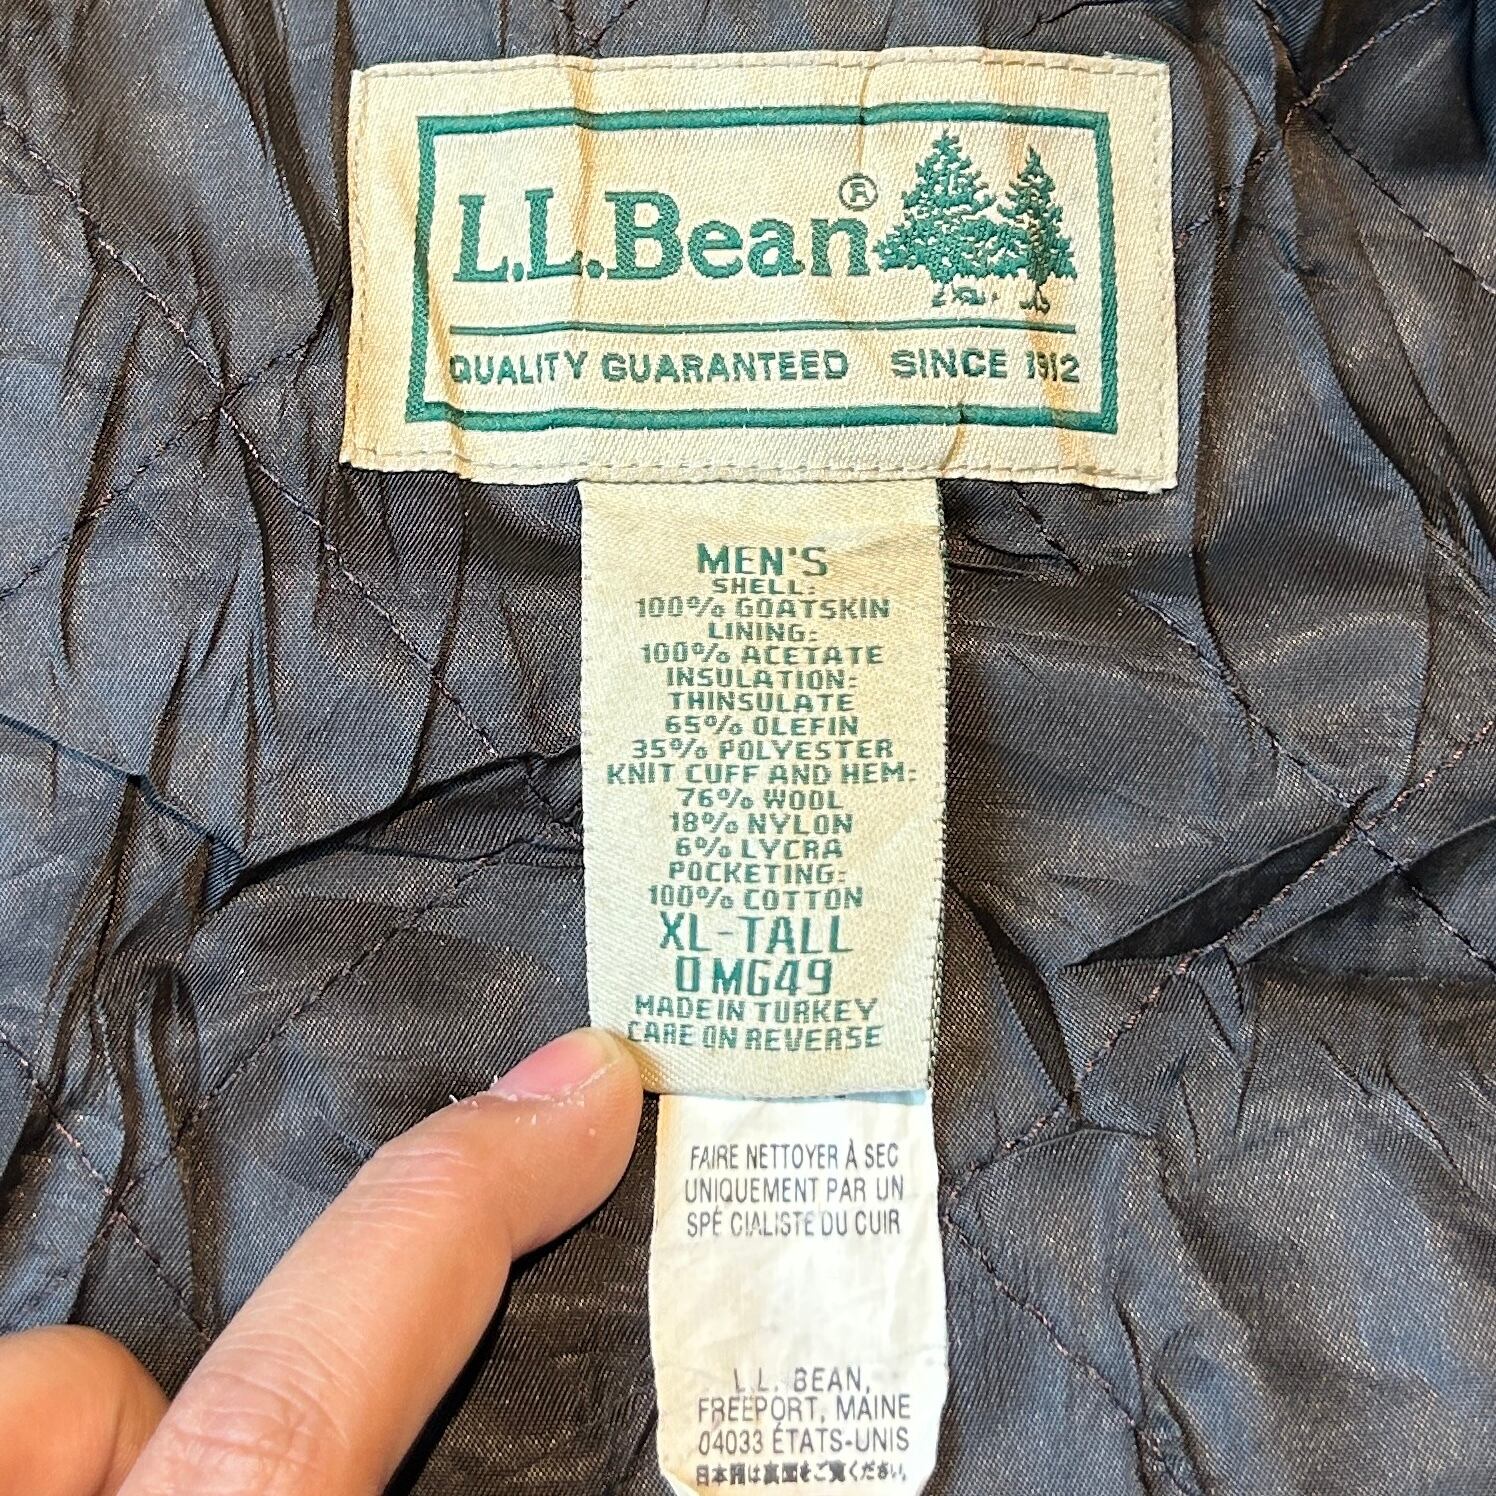 L.L.Bean®
QUALITY GUARANTEED SINCE 1912
MEN'S
SHELL:
100% GOATSKIN
LINING:
100% ACETATE
INSULATION:
THINSULATE
65% OLEFIN
35% POLYESTER
KNIT CUFF AND HEM:
76% WOOL
18% NYLON
6% LYCRA
POCKETING:
100% COTTON
XL-TALL
0MG49
MADE IN TURKEY
CARE ON REVERSE
FAIRE NETTOYER À SEC
UNIQUEMENT PAR UN
SPÉ CIALISTE DU CUIR
L.L. BEAN,
FREEPORT, MAINE
04033 ÉTATS-UNIS
日本用は裏面をご覧ください。